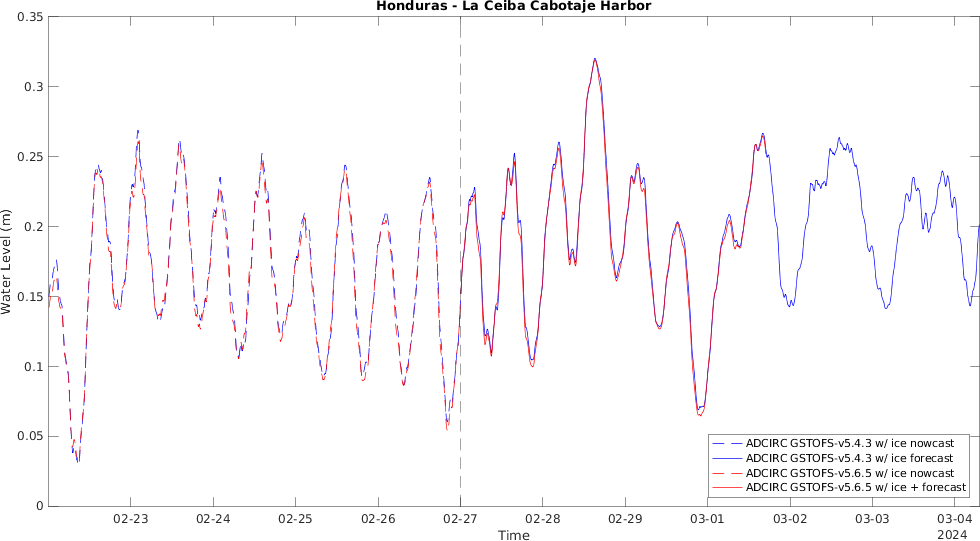 Honduras - La Ceiba Cabotaje Harbor
0.35
0.3
0.25
0.2
0.15
0.1
0.05
0
Water Level (m)
ADCIRC GSTOFS-v5.4.3 w/ ice nowcast
ADCIRC GSTOFS-v5.4.3 w/ ice forecast
ADCIRC GSTOFS-v5.6.5 w/ ice nowcast
ADCIRC GSTOFS-v5.6.5 w/ ice + forecast
02-23 02-24 02-25 02-26 02-27 02-28 02-29 03-01 03-02 03-03 03-04
Time 2024